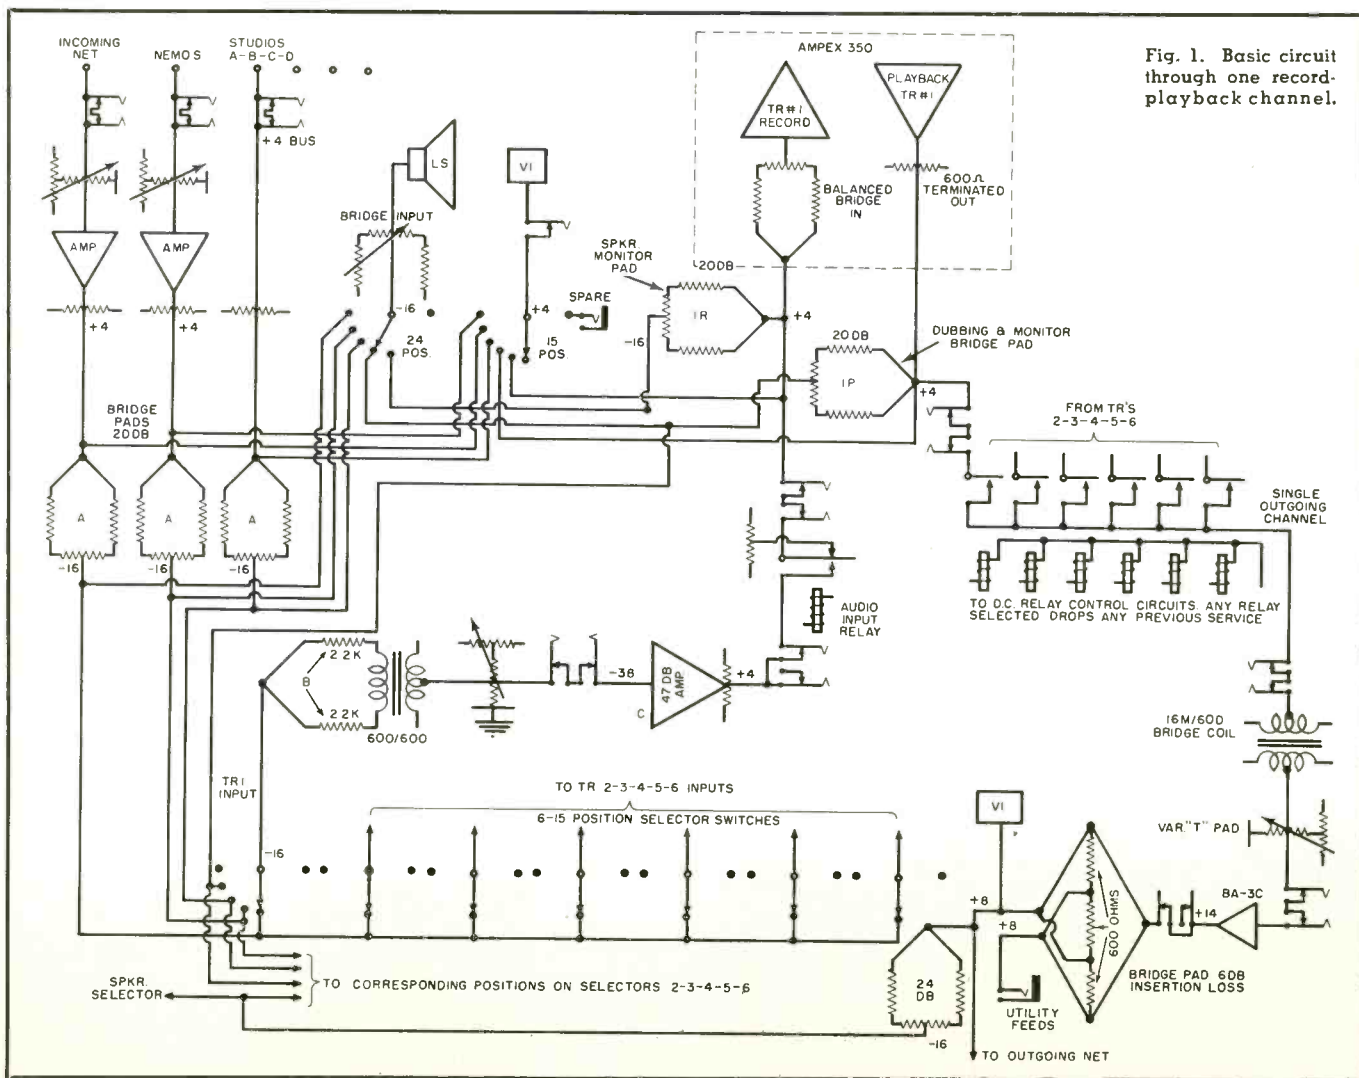 INCOMING
NET
NEMOS
STUDIOS
A-B-C-D
+4 BUS
AMPEX 350
Fig. 1. Basic circuit
through one record-
playback channel.
TR#1
RECORD
PLAYBACK
TR#1
LS
VI
BALANCED
BRIDGE
IN
600Ω
TERMINATED
OUT
BRIDGE INPUT
AMP
AMP
SPKR.
MONITOR
PAD
20DB
+4
+4
-16
24
POS.
+4
15
POS.
SPARE
1R
+4
-16
DUBBING & MONITOR
BRIDGE PAD
20DB
1P
+4
BRIDGE
PADS
20DB
FROM TR'S
2-3-4-5-6
A
A
A
SINGLE
OUTGOING
CHANNEL
-16
-16
-16
TO D.C. RELAY CONTROL CIRCUITS. ANY RELAY
SELECTED DROPS ANY PREVIOUS SERVICE
AUDIO
INPUT
RELAY
2.2K
B
2.2K
600/600
-38
47 DB
AMP
C
+4
16M/600
BRIDGE COIL
TR1
INPUT
TO TR 2-3-4-5-6 INPUTS
6-15 POSITION SELECTOR SWITCHES
VI
VAR. "T" PAD
-16
+8
+8
600 OHMS
+14
BA-3C
BRIDGE PAD 6DB
INSERTION LOSS
SPKR.
SELECTOR
TO CORRESPONDING POSITIONS ON SELECTORS 2-3-4-5-6
24
DB
-16
UTILITY
FEEDS
TO OUTGOING NET